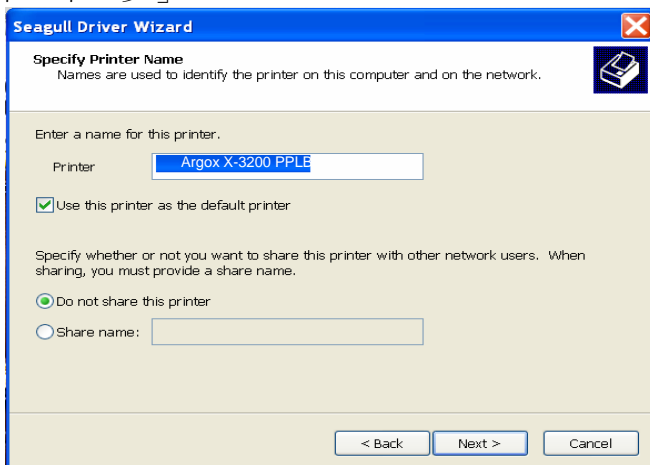 Seagull Driver Wizard
Specify Printer Name
Names are used to identify the printer on this computer and on the network.
Enter a name for this printer.
Printer
Argox X-3200 PPLB
Use this printer as the default printer
Specify whether or not you want to share this printer with other network users. When
sharing, you must provide a share name.
Do not share this printer
Share name:
< Back
Next >
Cancel